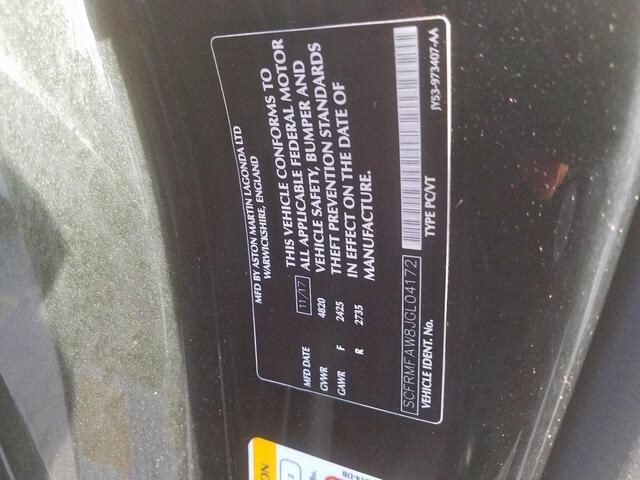 MFD BY ASTON MARTIN LAGONDA LTD
WARWICKSHIRE, ENGLAND
THIS VEHICLE CONFORMS TO
ALL APPLICABLE FEDERAL MOTOR
VEHICLE SAFETY, BUMPER AND
THEFT PREVENTION STANDARDS
IN EFFECT ON THE DATE OF
MANUFACTURE.
MFD DATE 11/17
GVWR 4820
GAWR F 2425
R 2735
SCFRMFAW8JGL04172
VEHICLE IDENT. No.
TYPE PC/VT
JY53-973407-AA